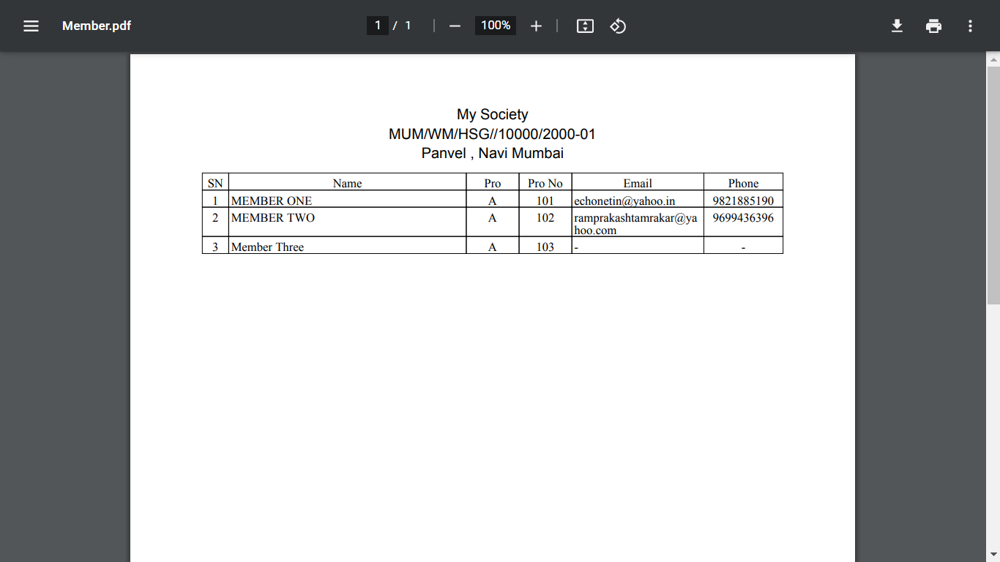 Member.pdf 1 / 1 100%
My Society
MUM/WM/HSG//10000/2000-01
Panvel , Navi Mumbai
SN Name Pro Pro No Email Phone
1 MEMBER ONE A 101 echonetin@yahoo.in 9821885190
2 MEMBER TWO A 102 ramprakashtamrakar@ya 9699436396
hoo.com
3 Member Three A 103 - -